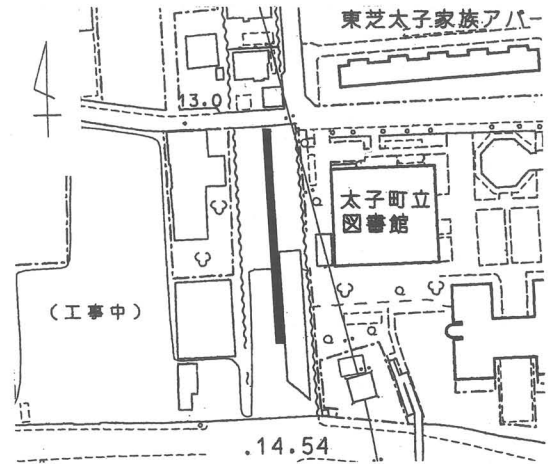 東芝太子家族アパー
13.0
太子町立
図書館
（工事中）
.14.54